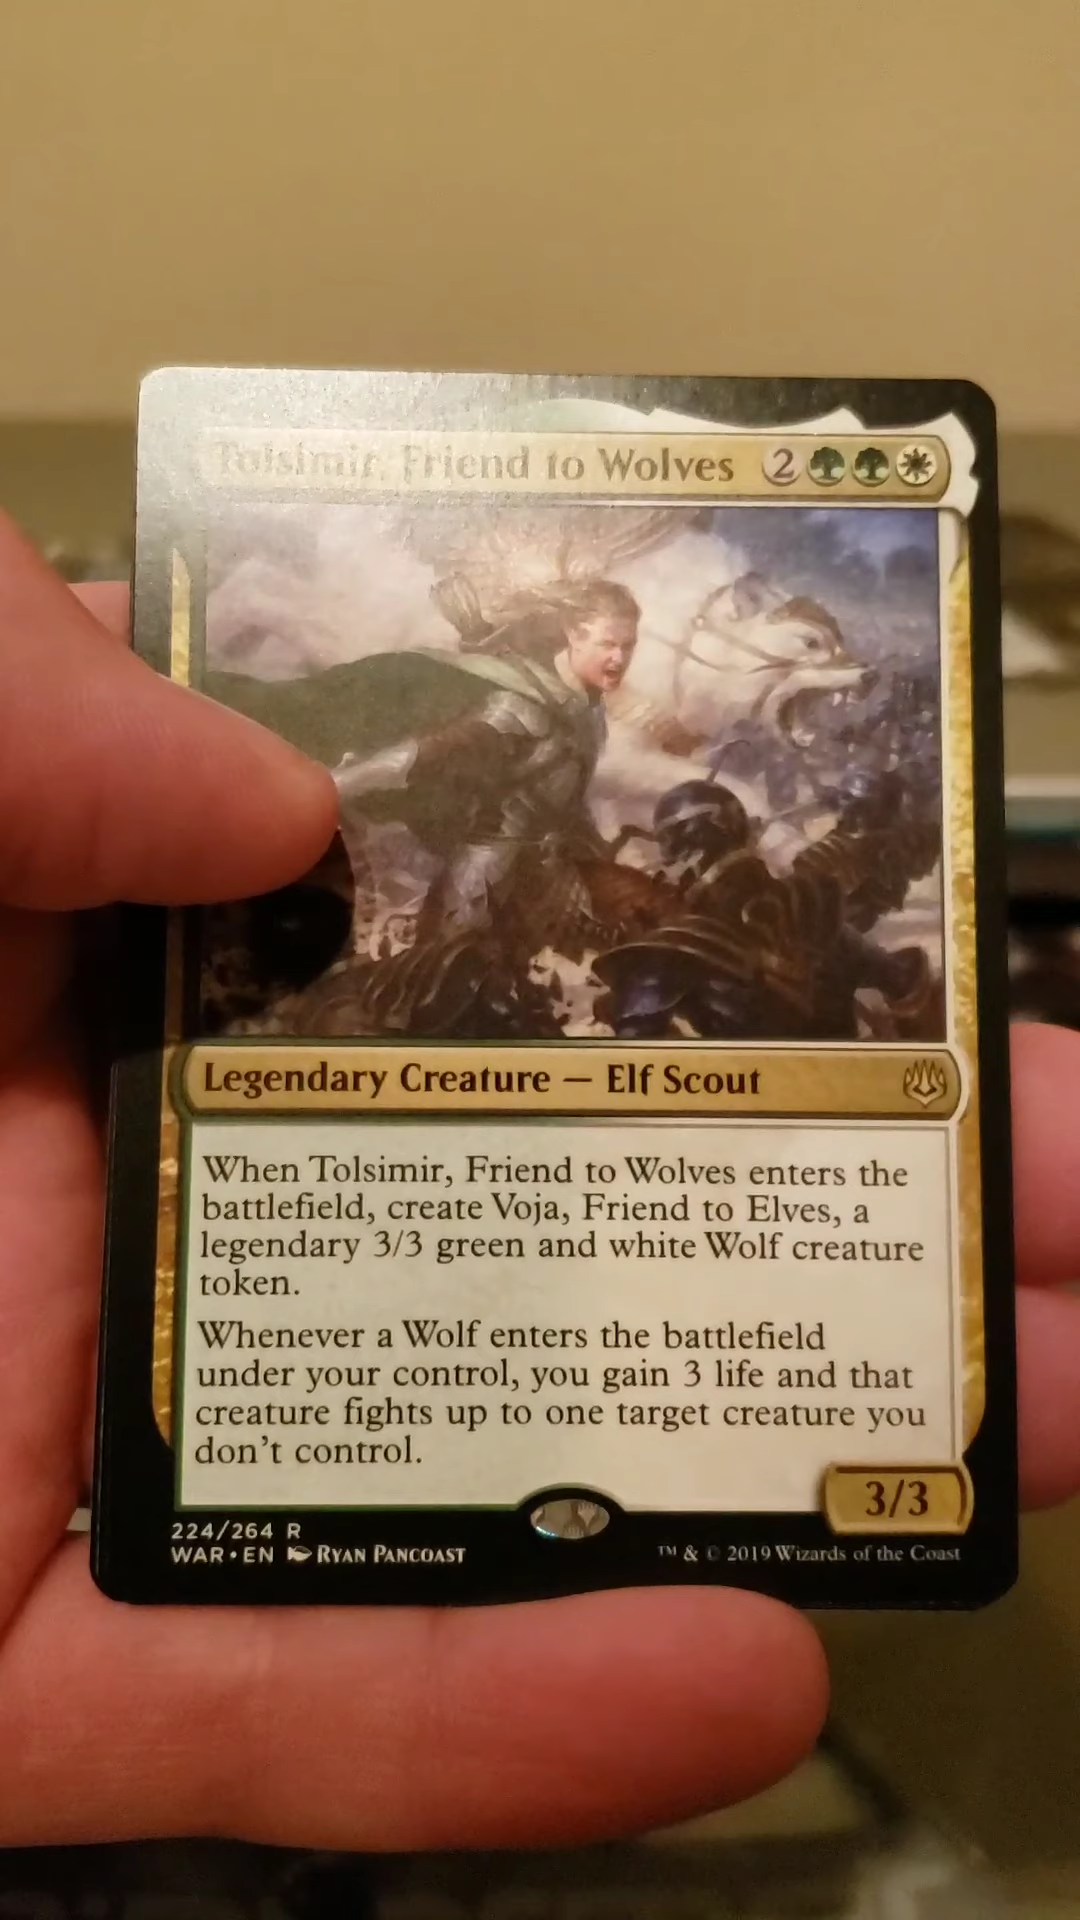 Tolsimir, Friend to Wolves 2
Legendary Creature — Elf Scout
When Tolsimir, Friend to Wolves enters the
battlefield, create Voja, Friend to Elves, a
legendary 3/3 green and white Wolf creature
token.
Whenever a Wolf enters the battlefield
under your control, you gain 3 life and that
creature fights up to one target creature you
don't control.
3/3
224/264 R
WAR • EN RYAN PANCOAST
™ & © 2019 Wizards of the Coast